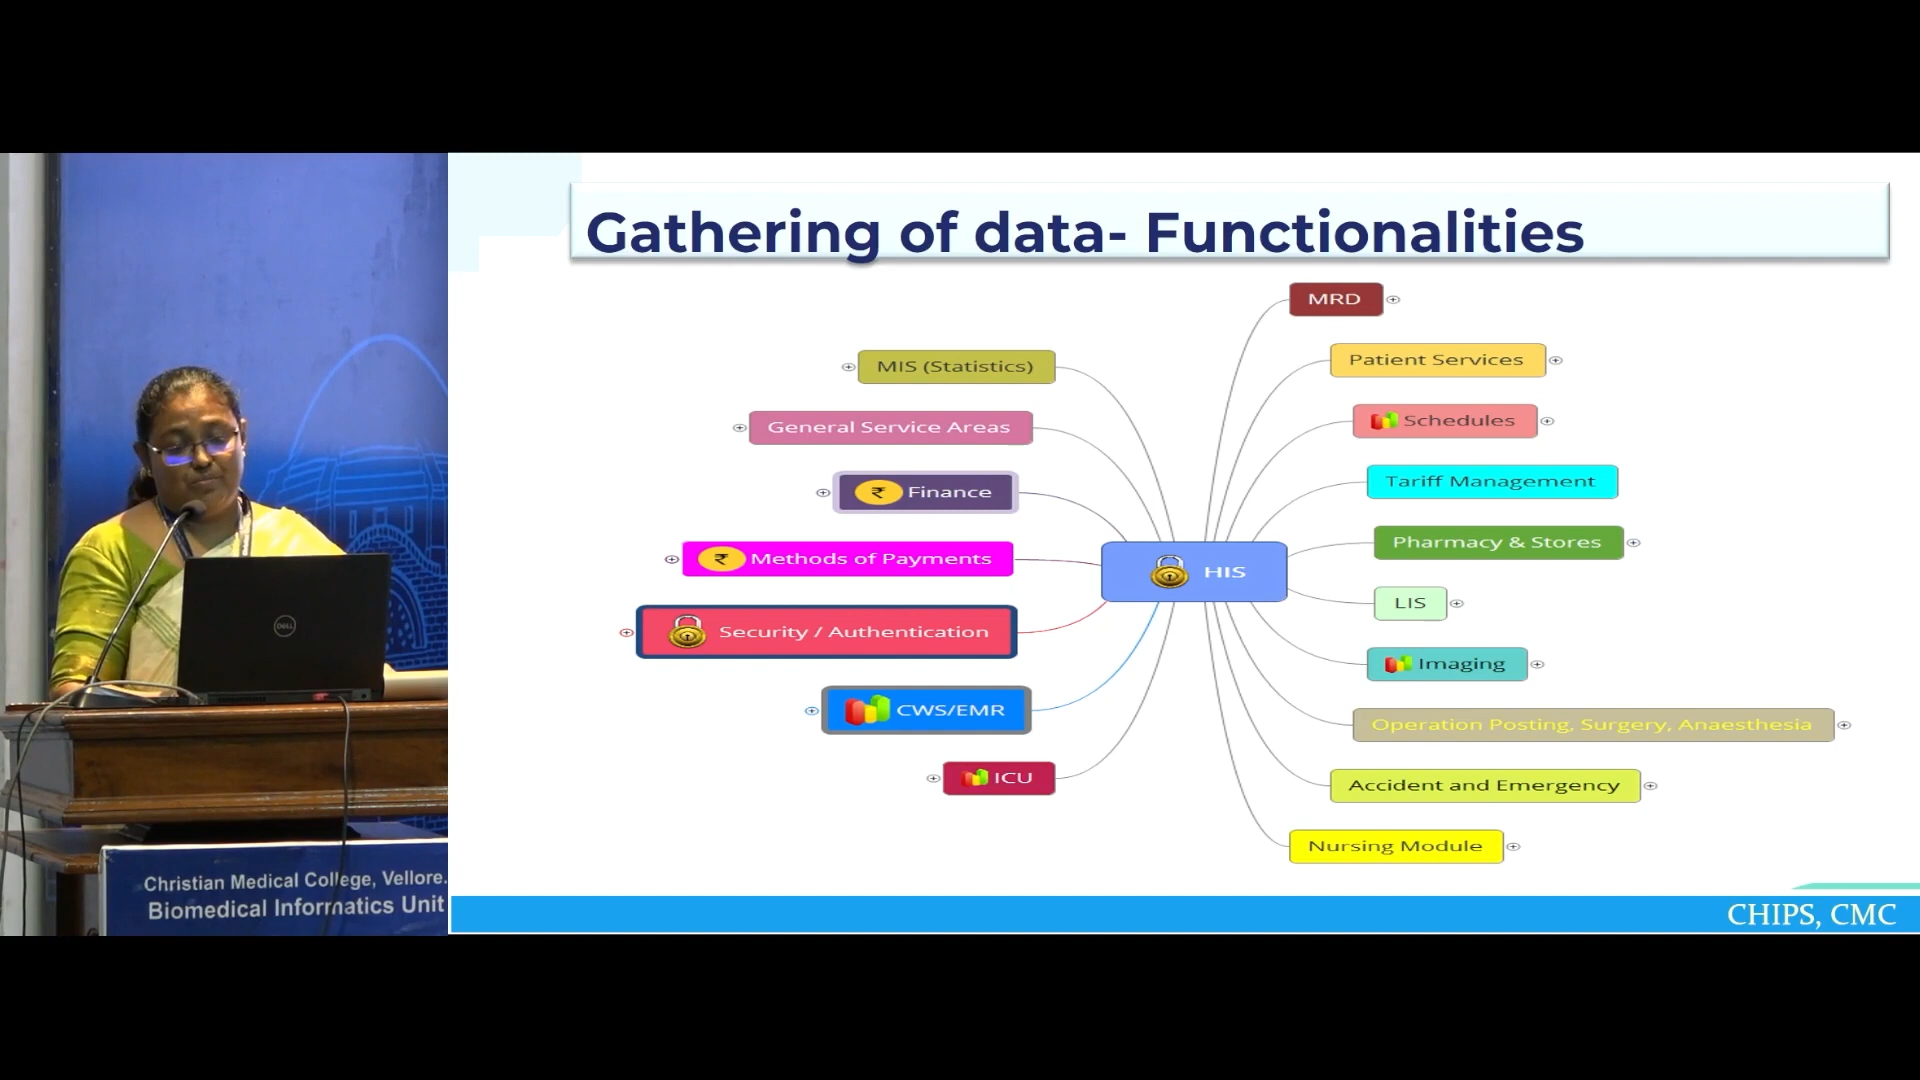 Gathering of data- Functionalities
MRD
MIS (Statistics)
Patient Services
General Service Areas
Schedules
₹ Finance
Tariff Management
₹ Methods of Payments
Pharmacy & Stores
HIS
Security / Authentication
LIS
CWS/EMR
Imaging
ICU
Operation Posting, Surgery, Anaesthesia
Accident and Emergency
Nursing Module
DELL
Christian Medical College, Vellore.
Biomedical Informatics Unit
CHIPS, CMC